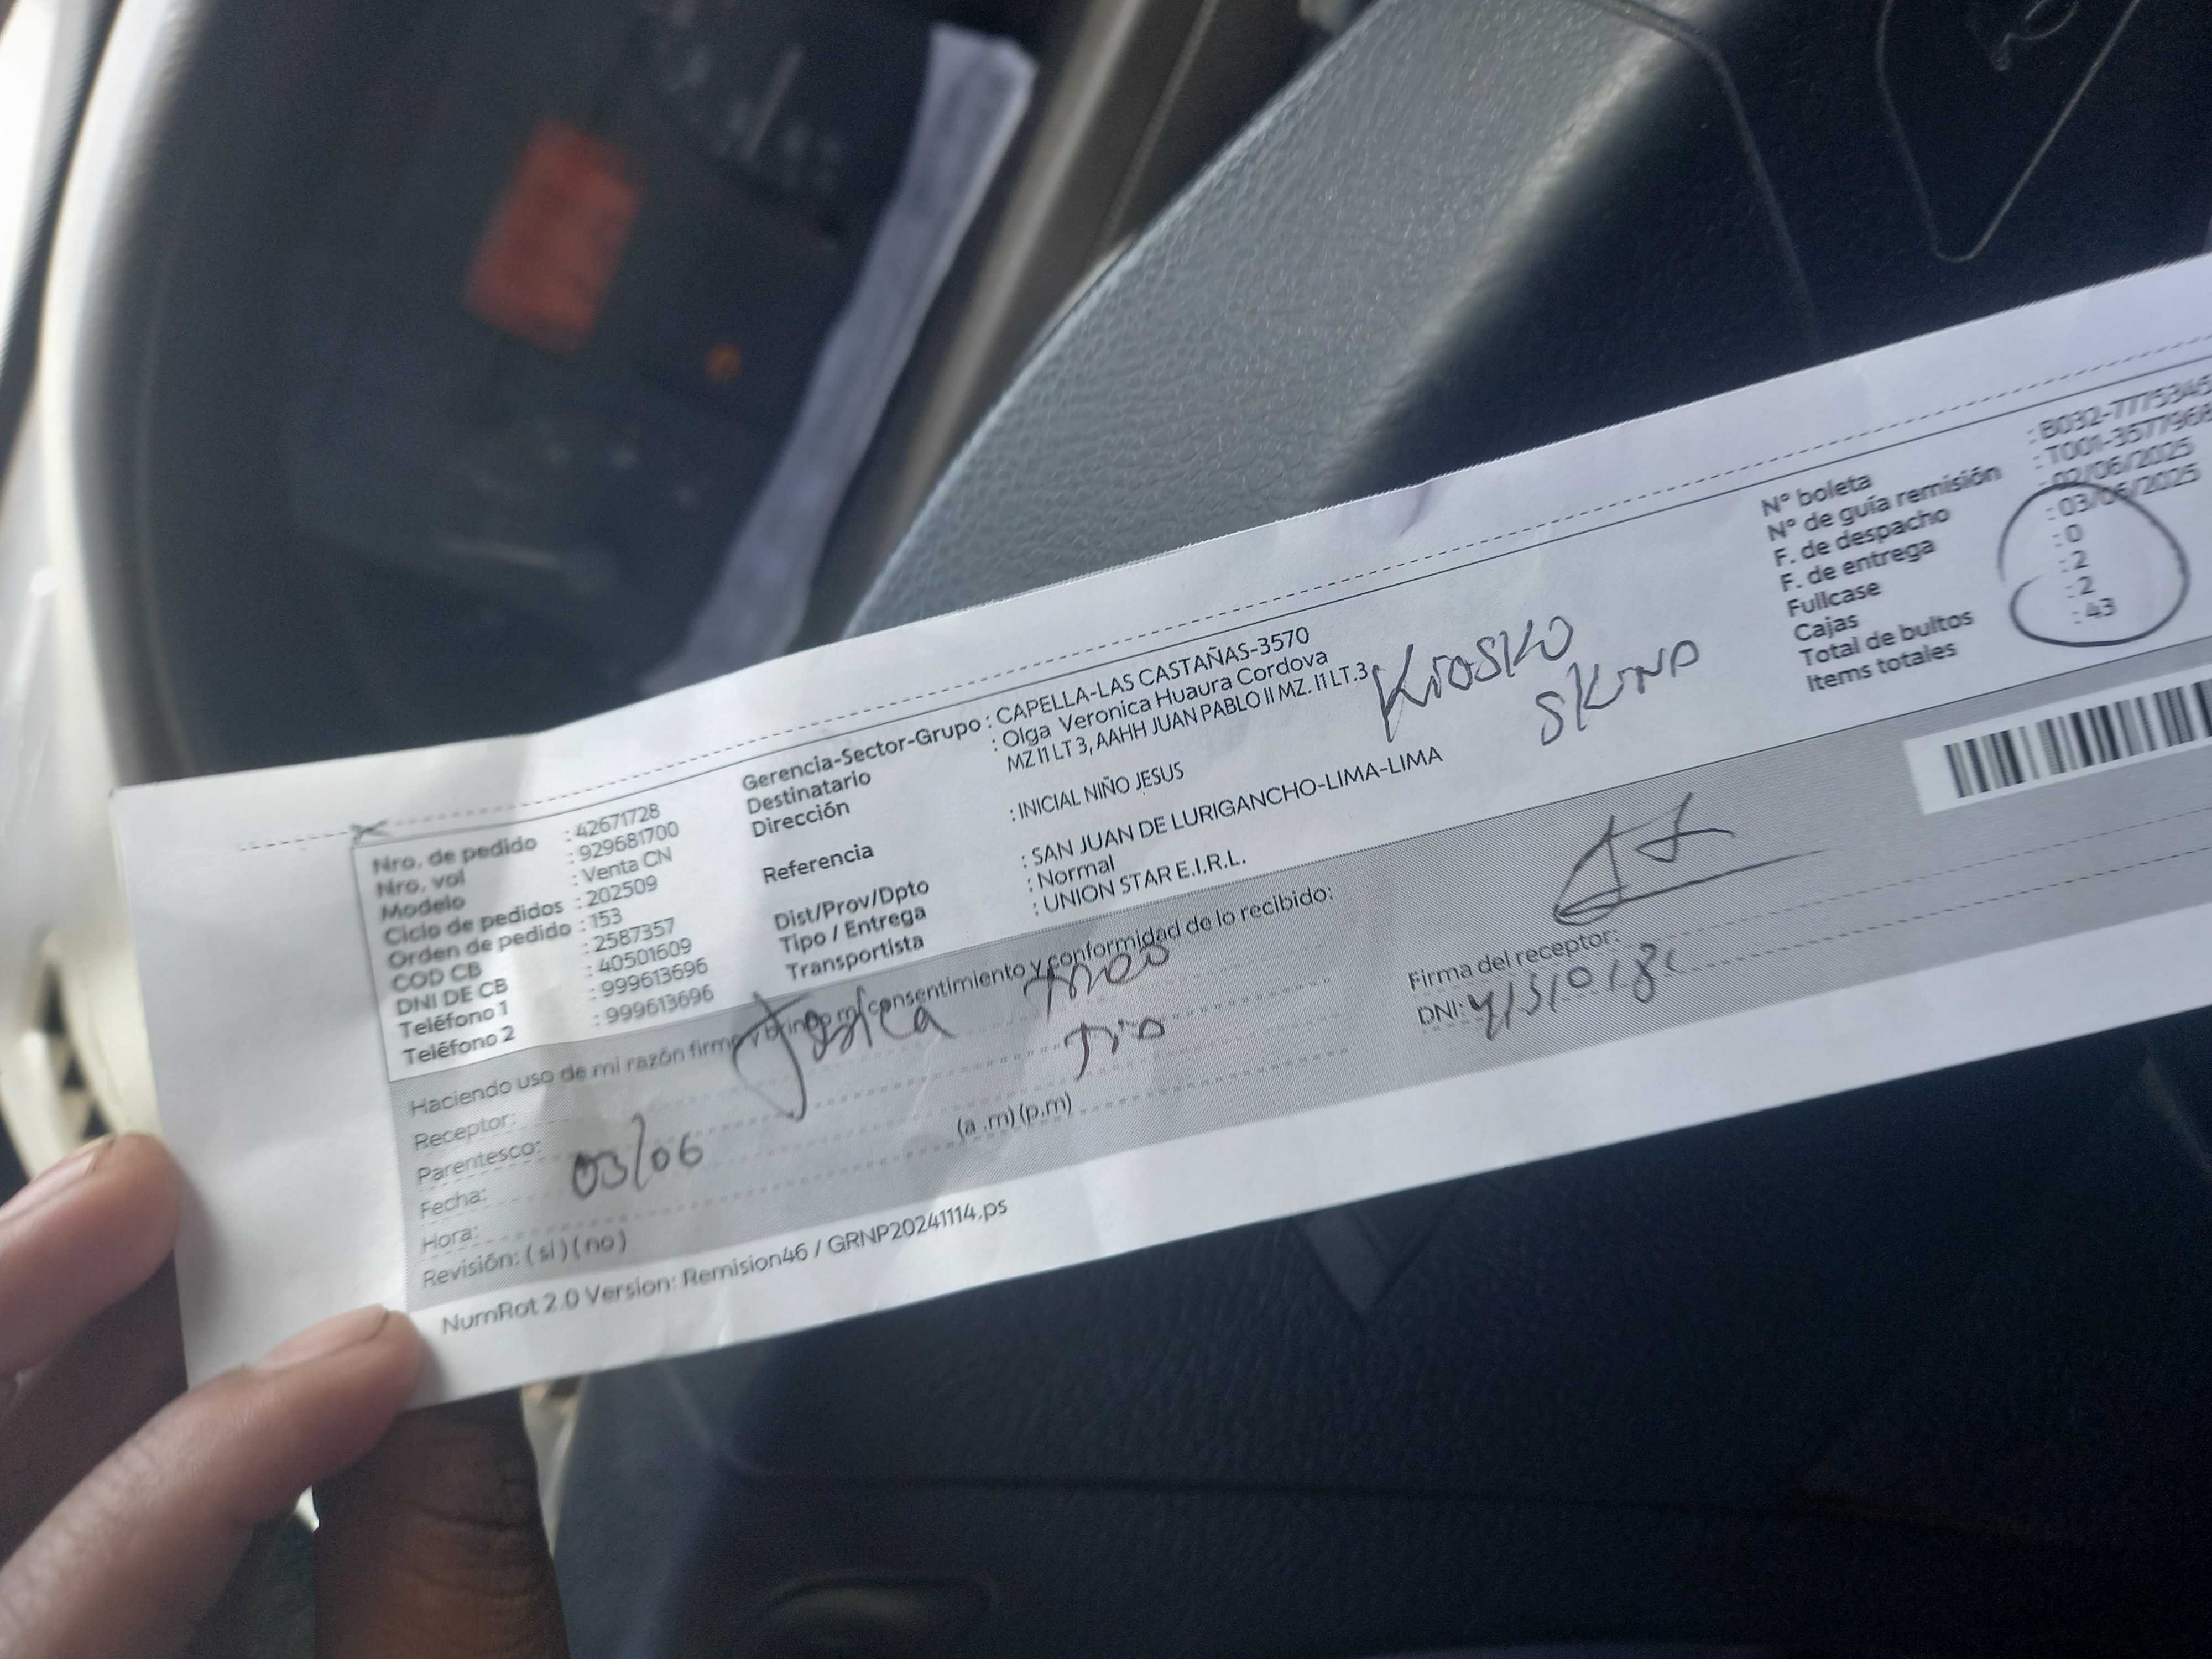 Nro. de pedido : 42671728
Nro. vol : 929681700
Modelo : Venta CN
Ciclo de pedidos : 202509
Orden de pedido : 153
COD CB : 2587357
DNI DE CB : 40501609
Teléfono 1 : 999613696
Teléfono 2 : 999613696
Gerencia-Sector-Grupo : CAPELLA-LAS CASTAÑAS-3570
Destinatario : Olga Veronica Huaura Cordova
Dirección MZ I1 LT 3, AAHH JUAN PABLO II MZ. I1 LT. 3
Referencia : INICIAL NIÑO JESUS
Dist/Prov/Dpto : SAN JUAN DE LURIGANCHO-LIMA-LIMA
Tipo / Entrega : Normal
Transportista : UNION STAR E.I.R.L.
Kiosko
N° boleta : B032-7775345
N° de guía remisión : T001-3577968
F. de despacho : 02/06/2025
F. de entrega : 03/06/2025
Fullcase : 0
Cajas : 2
Total de bultos : 2
Items totales : 43
Haciendo uso de mi razón firmo y brindo mi consentimiento y conformidad de lo recibido:
Receptor: Jesica
Parentesco:
Fecha: 03/06
Hora: (a .m) (p.m)
Revisión: ( si ) ( no )
Firma del receptor:
DNI:
NumRot 2.0 Version: Remision46 / GRNP20241114.ps